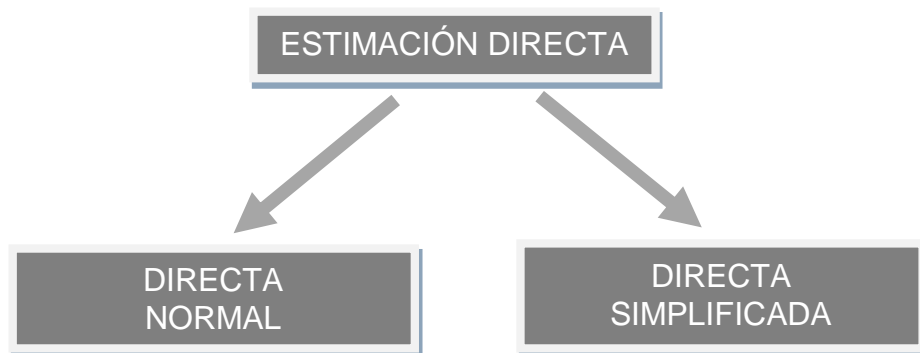 ESTIMACIÓN DIRECTA
DIRECTA
NORMAL
DIRECTA
SIMPLIFICADA